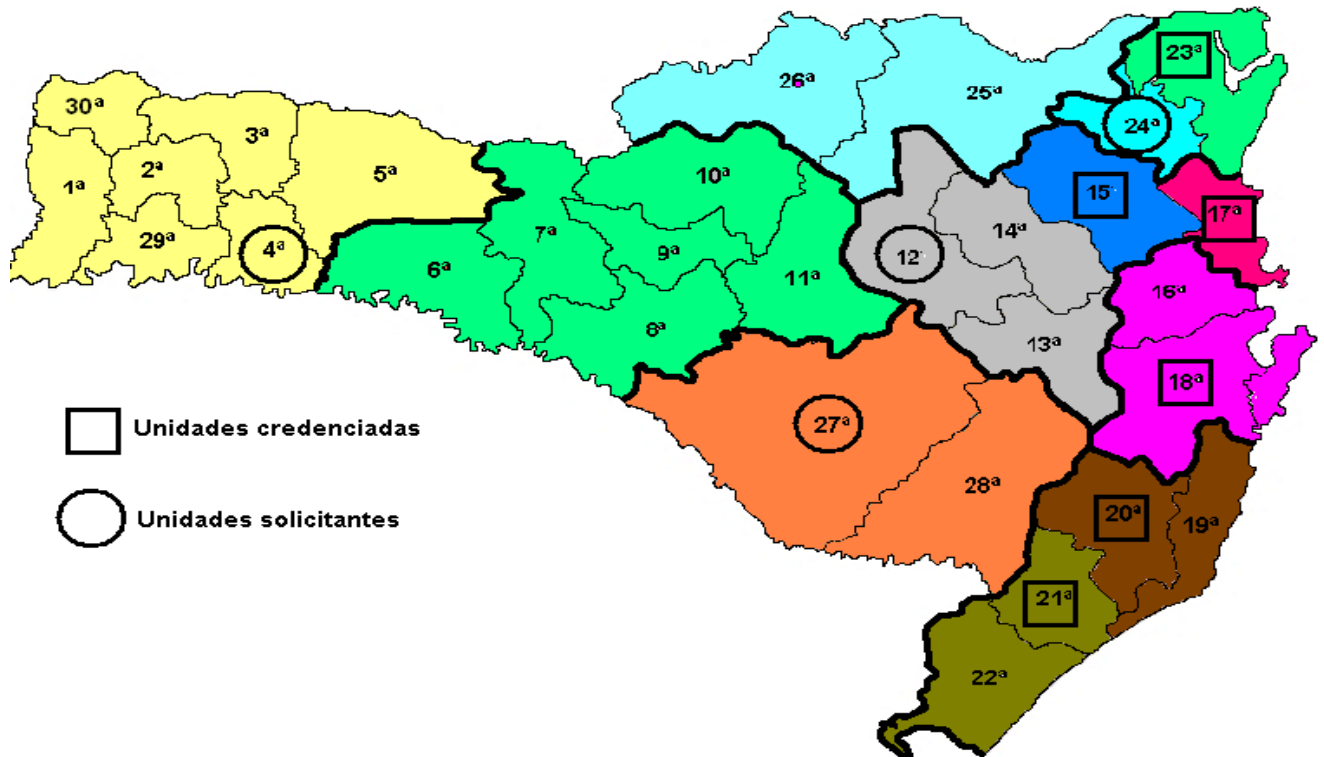 23ª
26ª
25ª
30ª
3ª
24ª
2ª
5ª
10ª
1ª
15
17ª
29ª
4ª
7ª
9ª
12
14ª
6ª
11ª
16ª
8ª
13ª
18ª
Unidades credenciadas
27ª
28ª
Unidades solicitantes
20ª
19ª
21ª
22ª